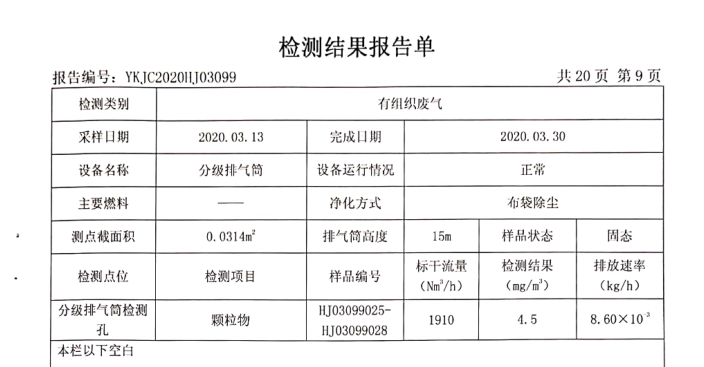 检测结果报告单
报告编号：YKJC2020HJ03099 共 20 页 第 9 页
检测类别 有组织废气
采样日期 2020.03.13 完成日期 2020.03.30
设备名称 分级排气筒 设备运行情况 正常
主要燃料 —— 净化方式 布袋除尘
测点截面积 0.0314m² 排气筒高度 15m 样品状态 固态
检测点位 检测项目 样品编号 标干流量（Nm³/h） 检测结果（mg/m³） 排放速率（kg/h）
分级排气筒检测孔 颗粒物 HJ03099025-HJ03099028 1910 4.5 8.60×10⁻³
本栏以下空白